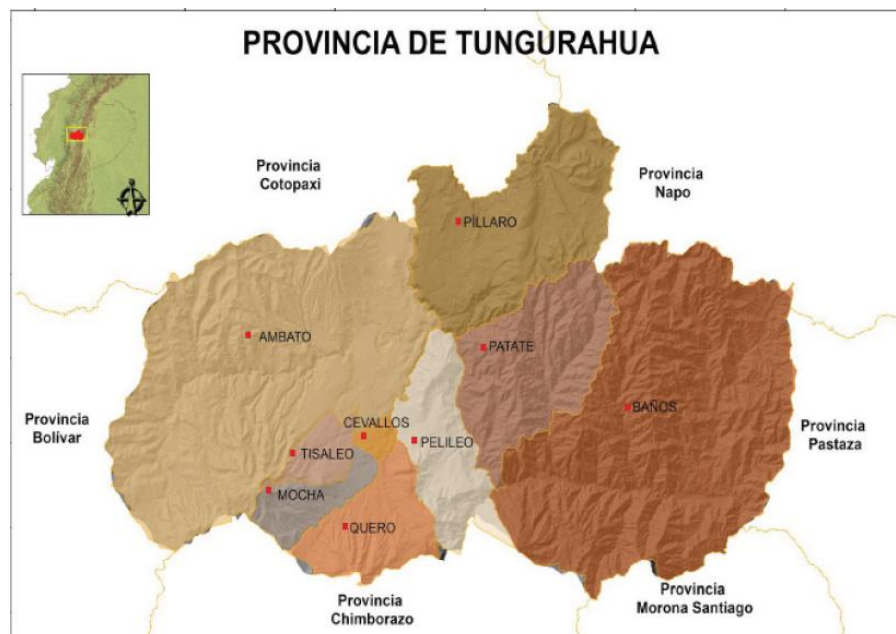 PROVINCIA DE TUNGURAHUA
Provincia
Cotopaxi
Provincia
Napo
PÍLLARO
AMBATO
PATATE
BAÑOS
CEVALLOS
PELILEO
Provincia
Bolívar
Provincia
Pastaza
TISALEO
MOCHA
QUERO
Provincia
Chimborazo
Provincia
Morona Santiago